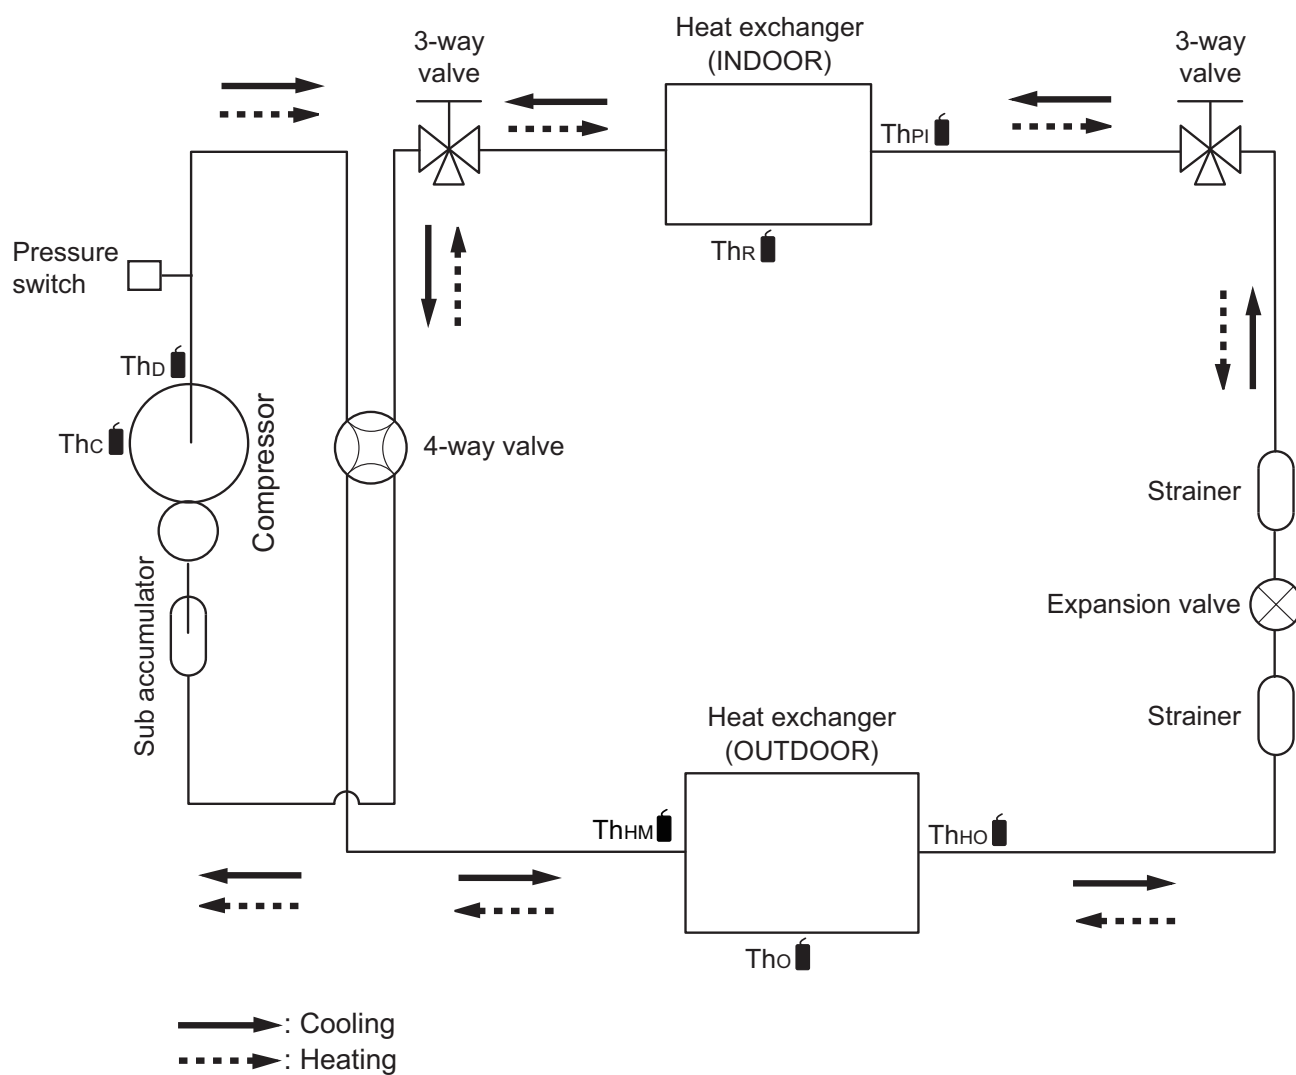 3-way
valve
Heat exchanger
(INDOOR)
3-way
valve
ThPI
ThR
Pressure
switch
ThD
ThC
Compressor
4-way valve
Strainer
Expansion valve
Sub accumulator
Strainer
Heat exchanger
(OUTDOOR)
ThHM
ThHO
ThO
: Cooling
: Heating